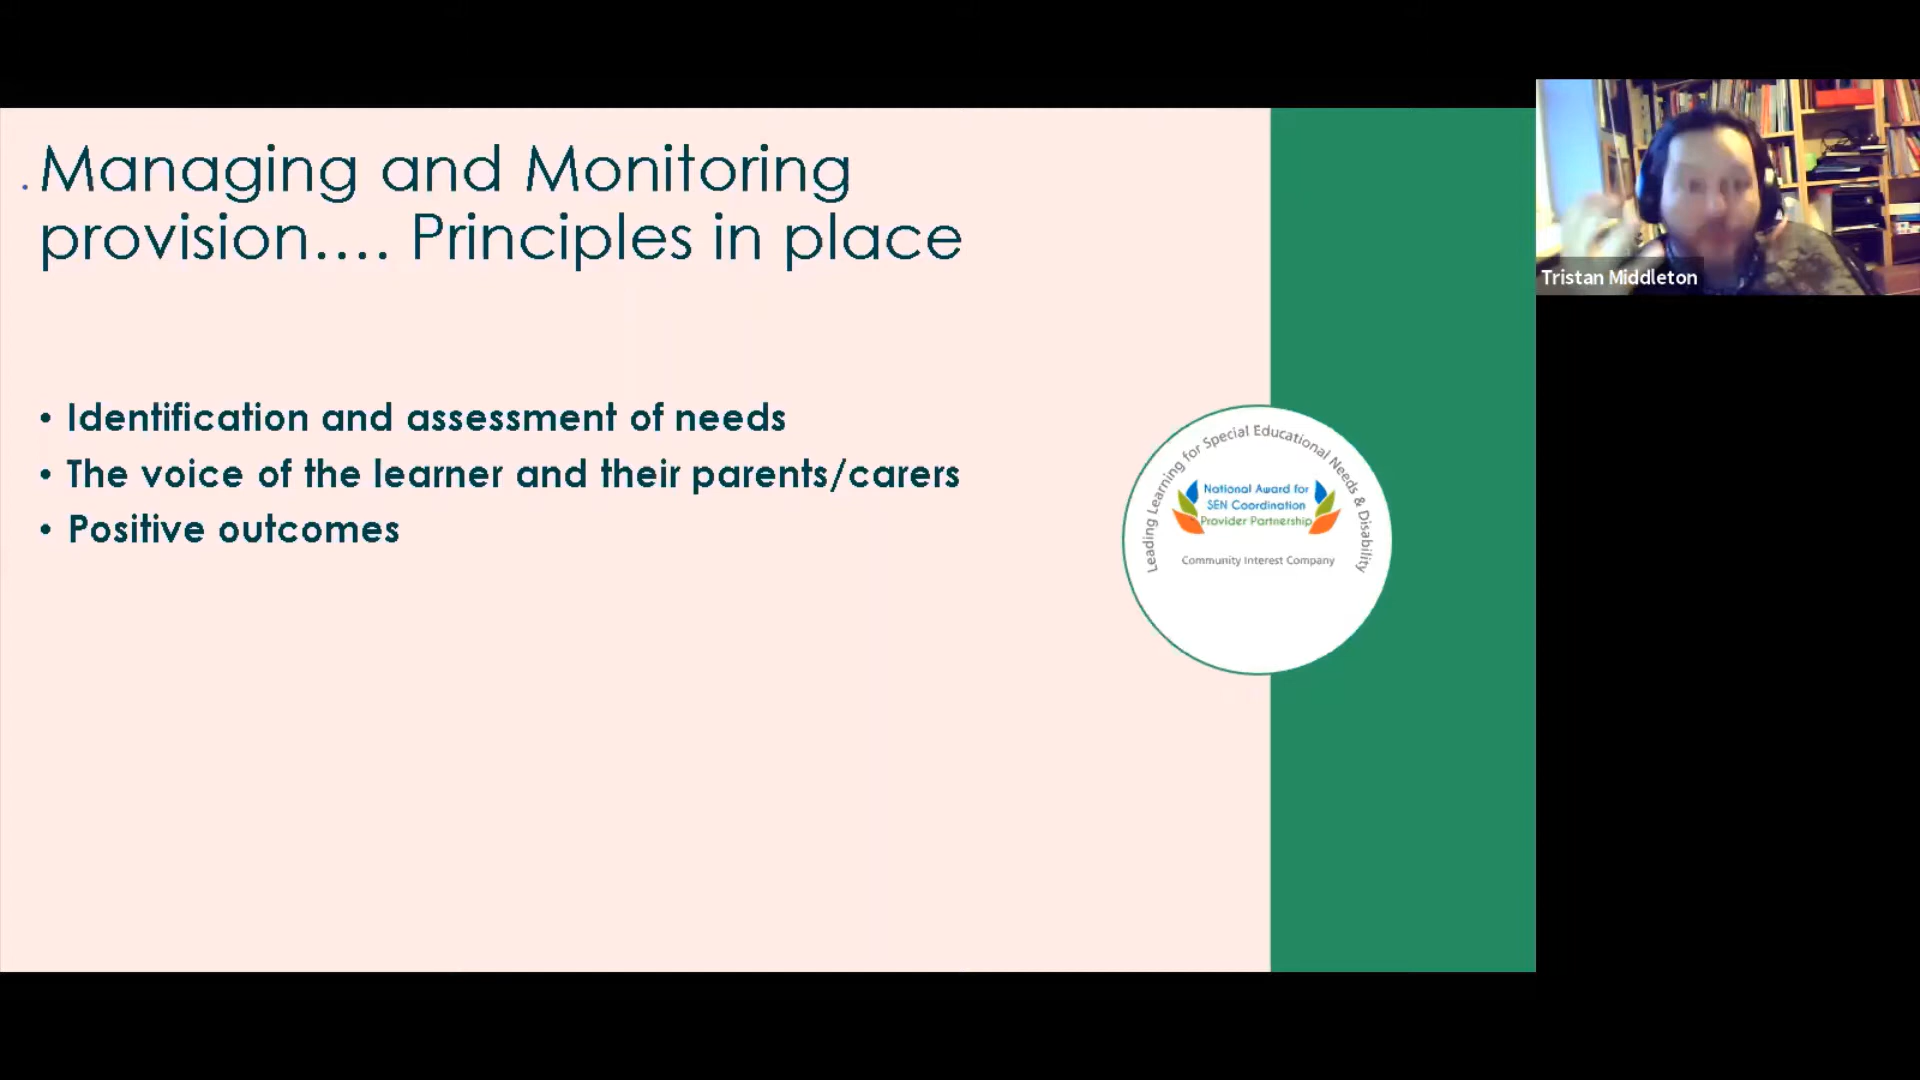 Managing and Monitoring
provision.... Principles in place
• Identification and assessment of needs
• The voice of the learner and their parents/carers
• Positive outcomes
Leading Learning for Special Educational Needs & Disability
National Award for
SEN Coordination
Provider Partnership
Community Interest Company
Tristan Middleton